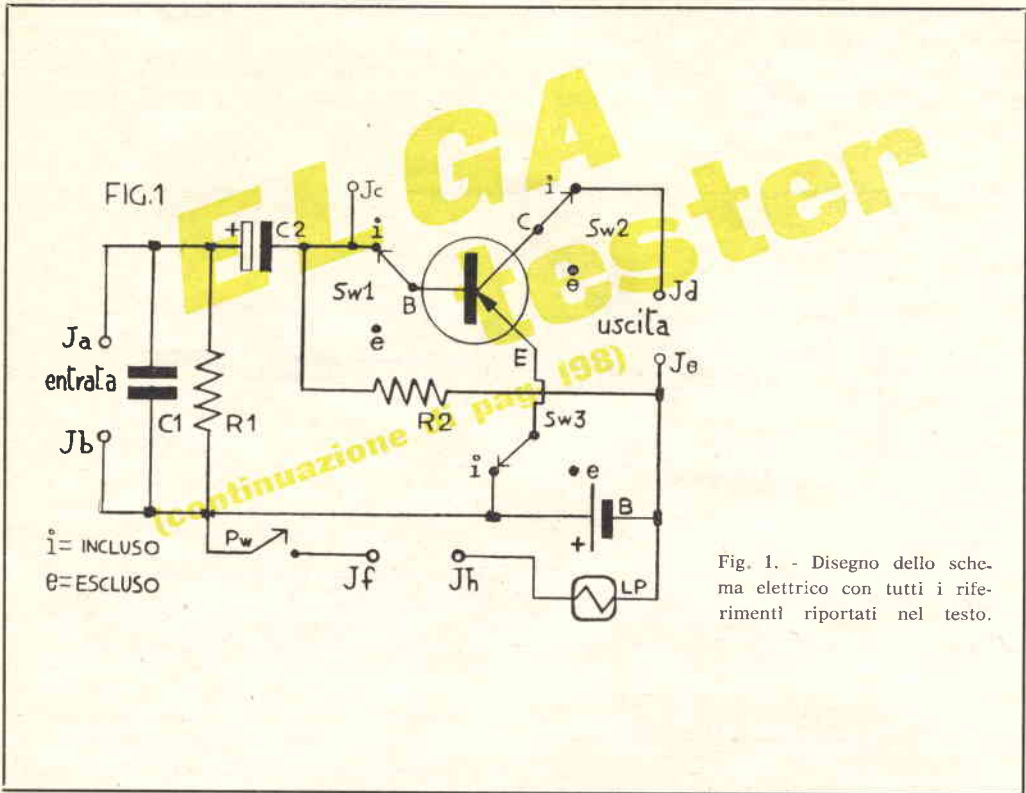 ELGA
tester
(continuazione di pag. 198)
FIG.1
Jc
i
i
+
C2
C
Sw2
Sw1
B
e
e
Jd
uscita
Ja
entrata
E
Je
C1
R1
R2
Sw3
Jb
i
e
B
+
i= INCLUSO
Pw
Jf
Jh
LP
e=ESCLUSO
Fig. 1. - Disegno dello sche-
ma elettrico con tutti i rife-
rimenti riportati nel testo.